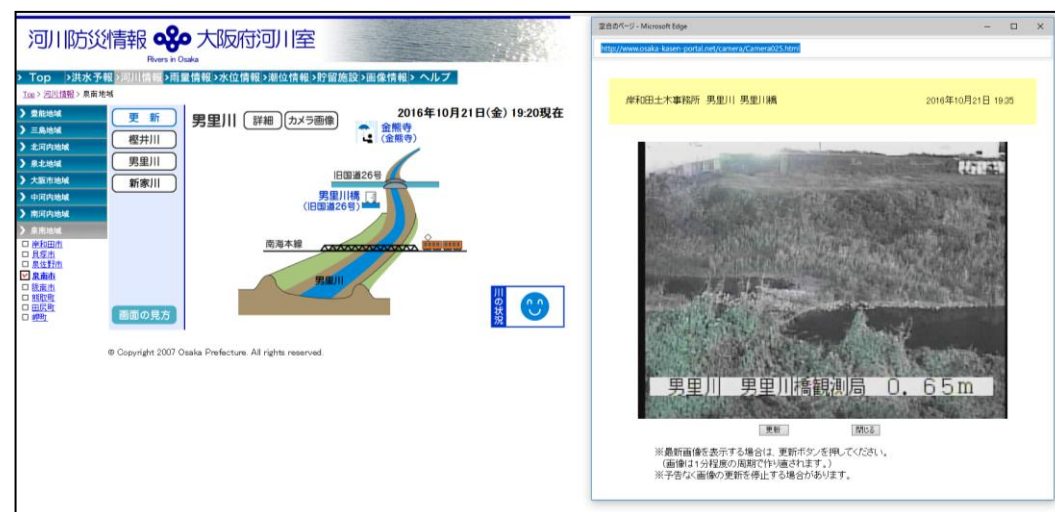 河川防災情報 大阪府河川室
Rivers in Osaka
> Top >洪水予報>河川情報>雨量情報>水位情報>潮位情報>貯留施設>画像情報> ヘルプ
Top > 河川情報 > 泉南地域
豊能地域
三島地域
北河内地域
泉北地域
大阪市地域
中河内地域
南河内地域
泉南地域
岸和田市
貝塚市
泉佐野市
泉南市
阪南市
熊取町
田尻町
岬町
更 新
樫井川
男里川
新家川
画面の見方
男里川 詳細 カメラ画像
2016年10月21日(金) 19:20現在
金熊寺
(金熊寺)
旧国道26号
男里川橋
(旧国道26号)
南海本線
男里川
川の状況
© Copyright 2007 Osaka Prefecture. All rights reserved.
空白のページ - Microsoft Edge
http://www.osaka-kasen-portal.net/camera/Camera025.html
岸和田土木事務所 男里川 男里川橋 2016年10月21日 19:35
男里川 男里川橋観測局 0.65m
更新 閉じる
※最新画像を表示する場合は、更新ボタンを押してください。
(画像は1分程度の周期で作り直されます。)
※予告なく画像の更新を停止する場合があります。